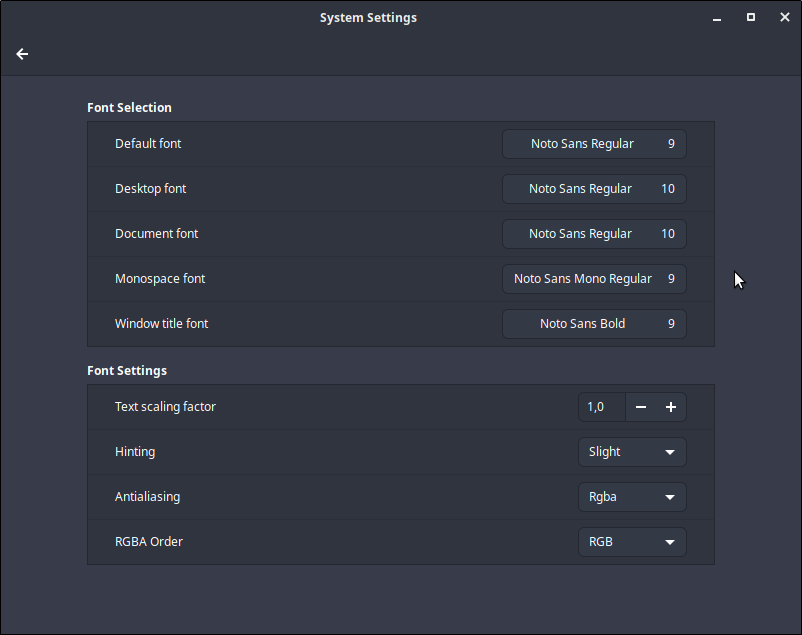 System Settings
Font Selection
Default font Noto Sans Regular 9
Desktop font Noto Sans Regular 10
Document font Noto Sans Regular 10
Monospace font Noto Sans Mono Regular 9
Window title font Noto Sans Bold 9
Font Settings
Text scaling factor 1,0 − +
Hinting Slight
Antialiasing Rgba
RGBA Order RGB